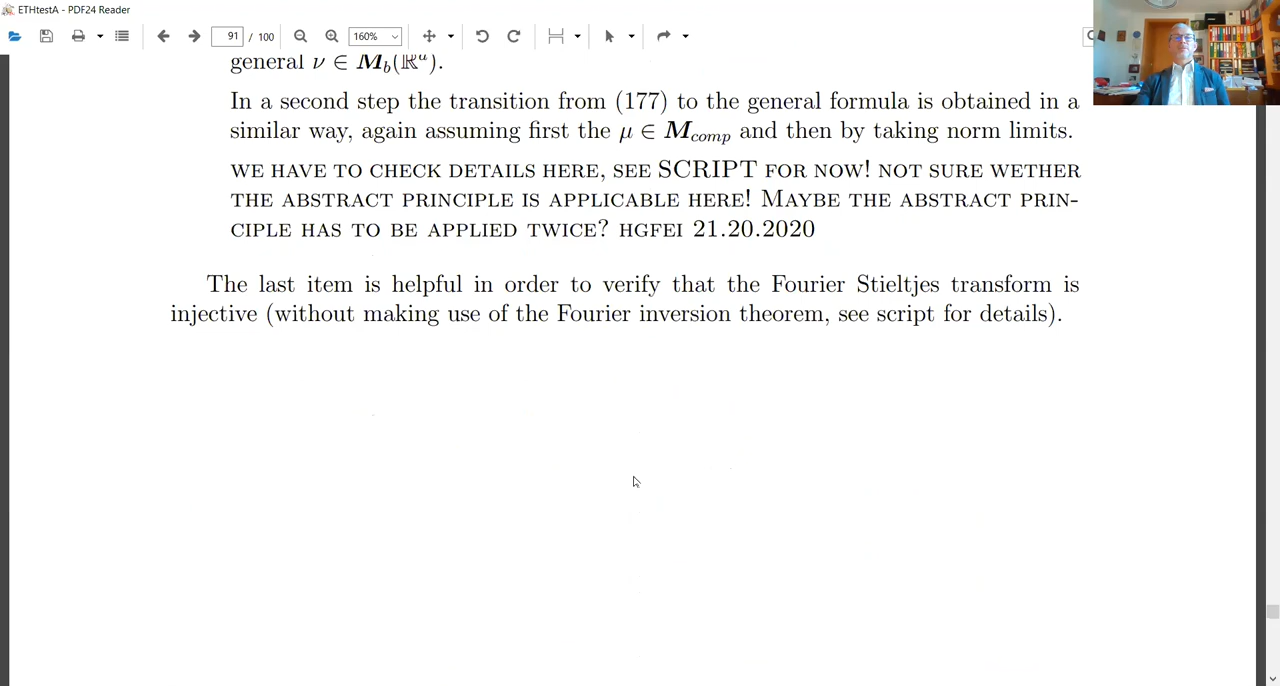 ETHtestA - PDF24 Reader
91 / 100 160%
general ν ∈ M_b(ℝ^d).
In a second step the transition from (177) to the general formula is obtained in a
similar way, again assuming first the μ ∈ M_comp and then by taking norm limits.
WE HAVE TO CHECK DETAILS HERE, SEE SCRIPT FOR NOW! NOT SURE WETHER
THE ABSTRACT PRINCIPLE IS APPLICABLE HERE! MAYBE THE ABSTRACT PRIN-
CIPLE HAS TO BE APPLIED TWICE? HGFEI 21.20.2020
The last item is helpful in order to verify that the Fourier Stieltjes transform is
injective (without making use of the Fourier inversion theorem, see script for details).